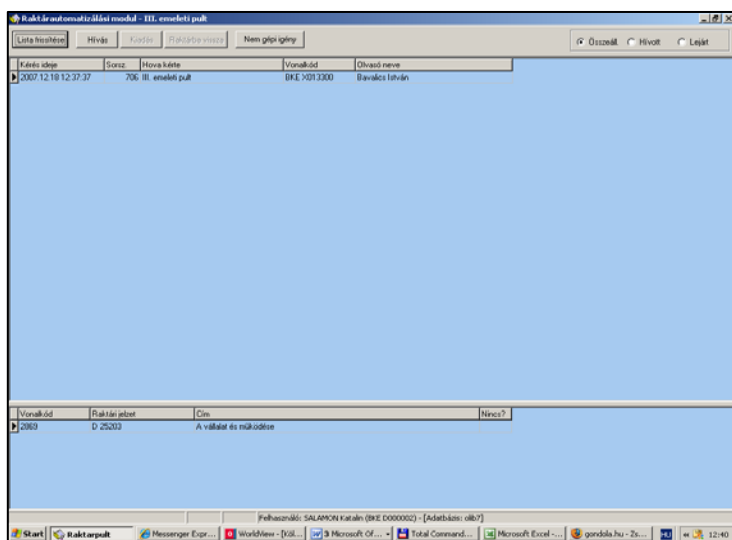 Raktárautomatizálási modul - III. emeleti pult
Lista frissítése Hívás Kiadás Raktárba vissza Nem gépi igény Összeáll. Hívott Lejárt
Kérés ideje Sorsz. Hova kérte Vonalkód Olvasó neve
2007.12.18 12:37:37 706 III. emeleti pult BKE X013300 Bavalics István
Vonalkód Raktári jelzet Cím Nincs?
2869 D 25203 A vállalat és működése
Felhasználó: SALAMON Katalin (BKE D000002) - [Adatbázis: olib7]
Start Raktarpult Messenger Expr... WorldView - [Köl... 3 Microsoft Of... Total Command... Microsoft Excel -... gondola.hu - Zs... HU 12:40